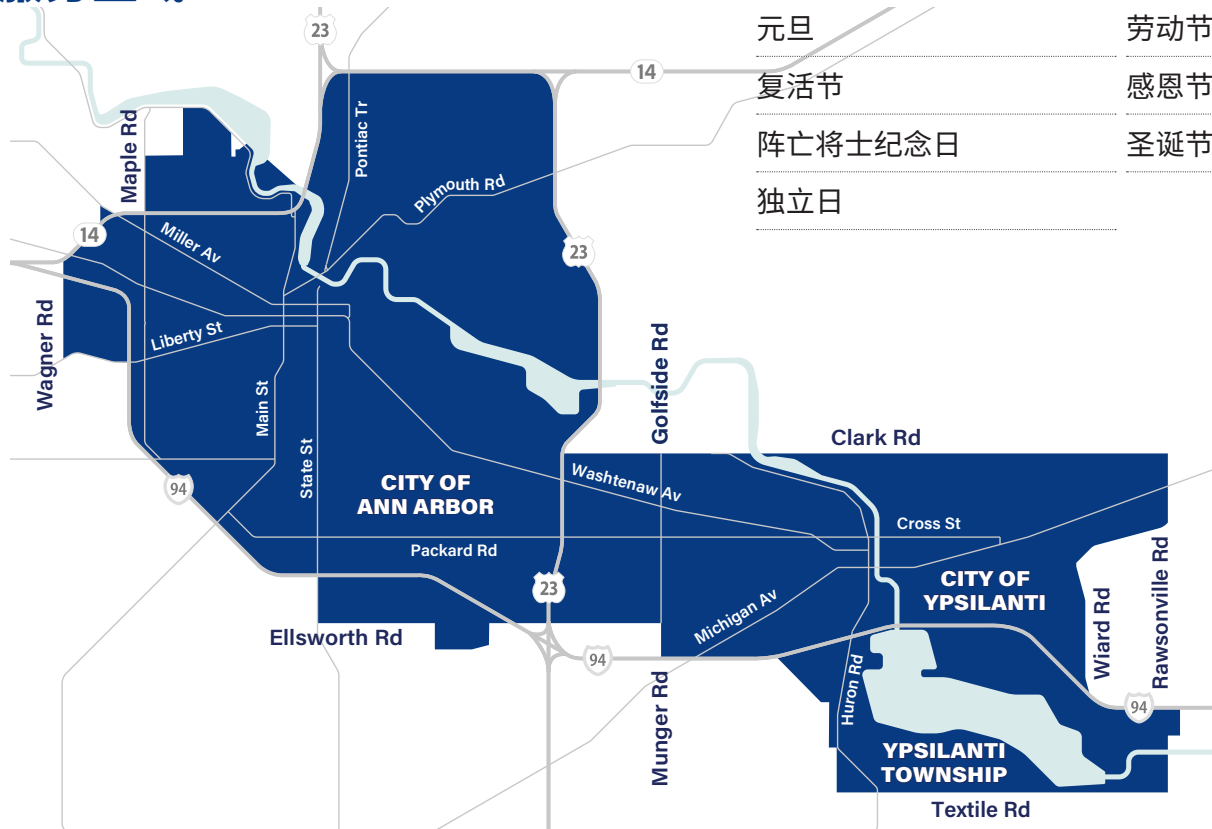 元旦
劳动节
复活节
感恩节
阵亡将士纪念日
圣诞节
独立日
23
14
Maple Rd
Pontiac Tr
Plymouth Rd
14
Miller Av
23
Wagner Rd
Liberty St
Golfside Rd
Main St
Clark Rd
State St
94
CITY OF
ANN ARBOR
Washtenaw Av
Cross St
Packard Rd
Rawsonville Rd
23
CITY OF
YPSILANTI
Michigan Av
Wiard Rd
Ellsworth Rd
94
Munger Rd
Huron Rd
94
YPSILANTI
TOWNSHIP
Textile Rd